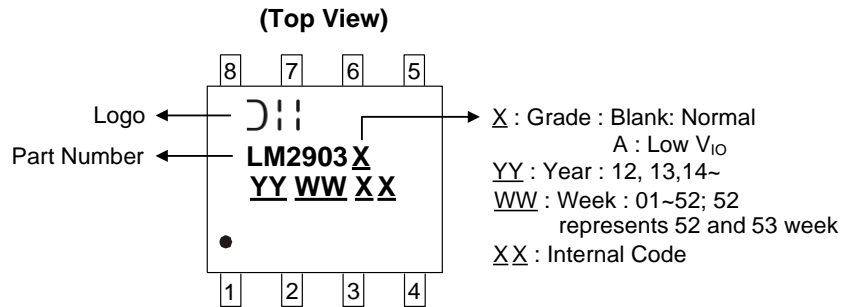 (Top View)
8 7 6 5
Logo
Part Number
LM2903 X
YY WW X X
X : Grade : Blank: Normal
A : Low VIO
YY : Year : 12, 13,14~
WW : Week : 01~52; 52
represents 52 and 53 week
X X : Internal Code
1 2 3 4